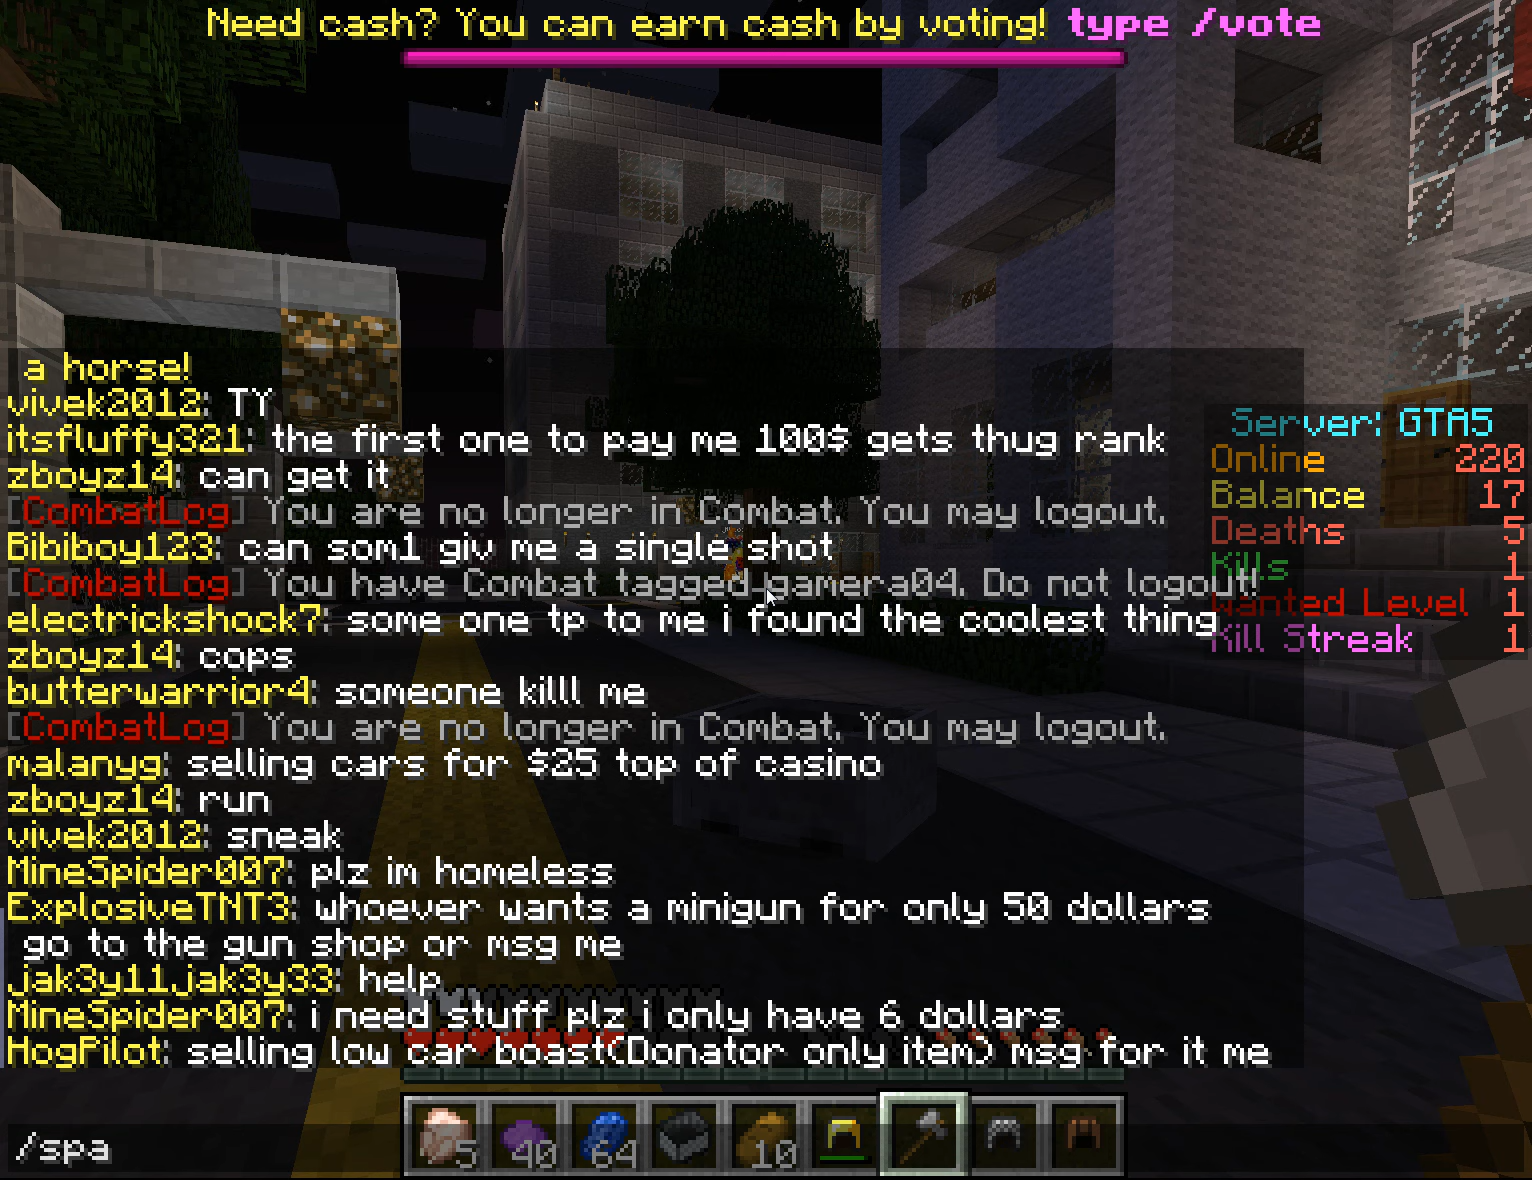 Need cash? You can earn cash by voting! type /vote
a horse!
vivek2012: TY
itsfluffy321: the first one to pay me 100$ gets thug rank
zboyz14: can get it
[CombatLog] You are no longer in Combat. You may logout.
Bibiboy123: can som1 giv me a single shot
[CombatLog] You have Combat tagged gamera04. Do not logout!
electrickshock7: some one tp to me i found the coolest thing
zboyz14: cops
butterwarrior4: someone killl me
[CombatLog] You are no longer in Combat. You may logout.
malanyg: selling cars for $25 top of casino
zboyz14: run
vivek2012: sneak
MineSpider007: plz im homeless
ExplosiveTNT3: whoever wants a minigun for only 50 dollars
go to the gun shop or msg me
jak3y11jak3y33: help
MineSpider007: i need stuff plz i only have 6 dollars
HogPilot: selling low car boast(Donator only item) msg for it me
Server: GTA5
Online 220
Balance 17
Deaths 5
Kills 1
Wanted Level 1
Kill Streak 1
/spa
5 40 64 10